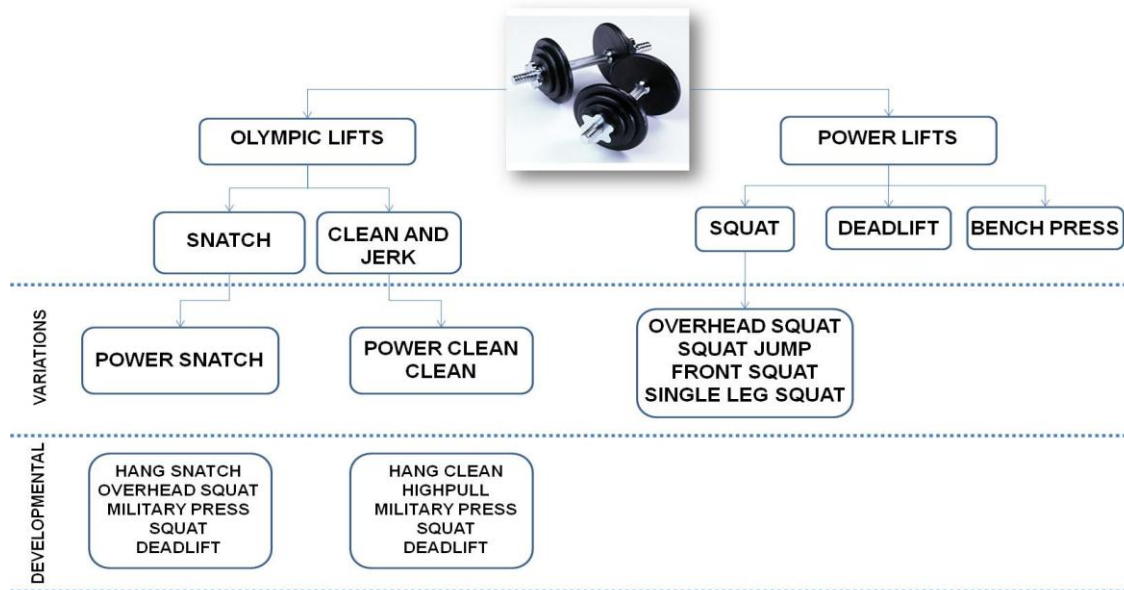 OLYMPIC LIFTS
POWER LIFTS
SNATCH
CLEAN AND
JERK
SQUAT
DEADLIFT
BENCH PRESS
VARIATIONS
POWER SNATCH
POWER CLEAN
CLEAN
OVERHEAD SQUAT
SQUAT JUMP
FRONT SQUAT
SINGLE LEG SQUAT
DEVELOPMENTAL
HANG SNATCH
OVERHEAD SQUAT
MILITARY PRESS
SQUAT
DEADLIFT
HANG CLEAN
HIGHPULL
MILITARY PRESS
SQUAT
DEADLIFT